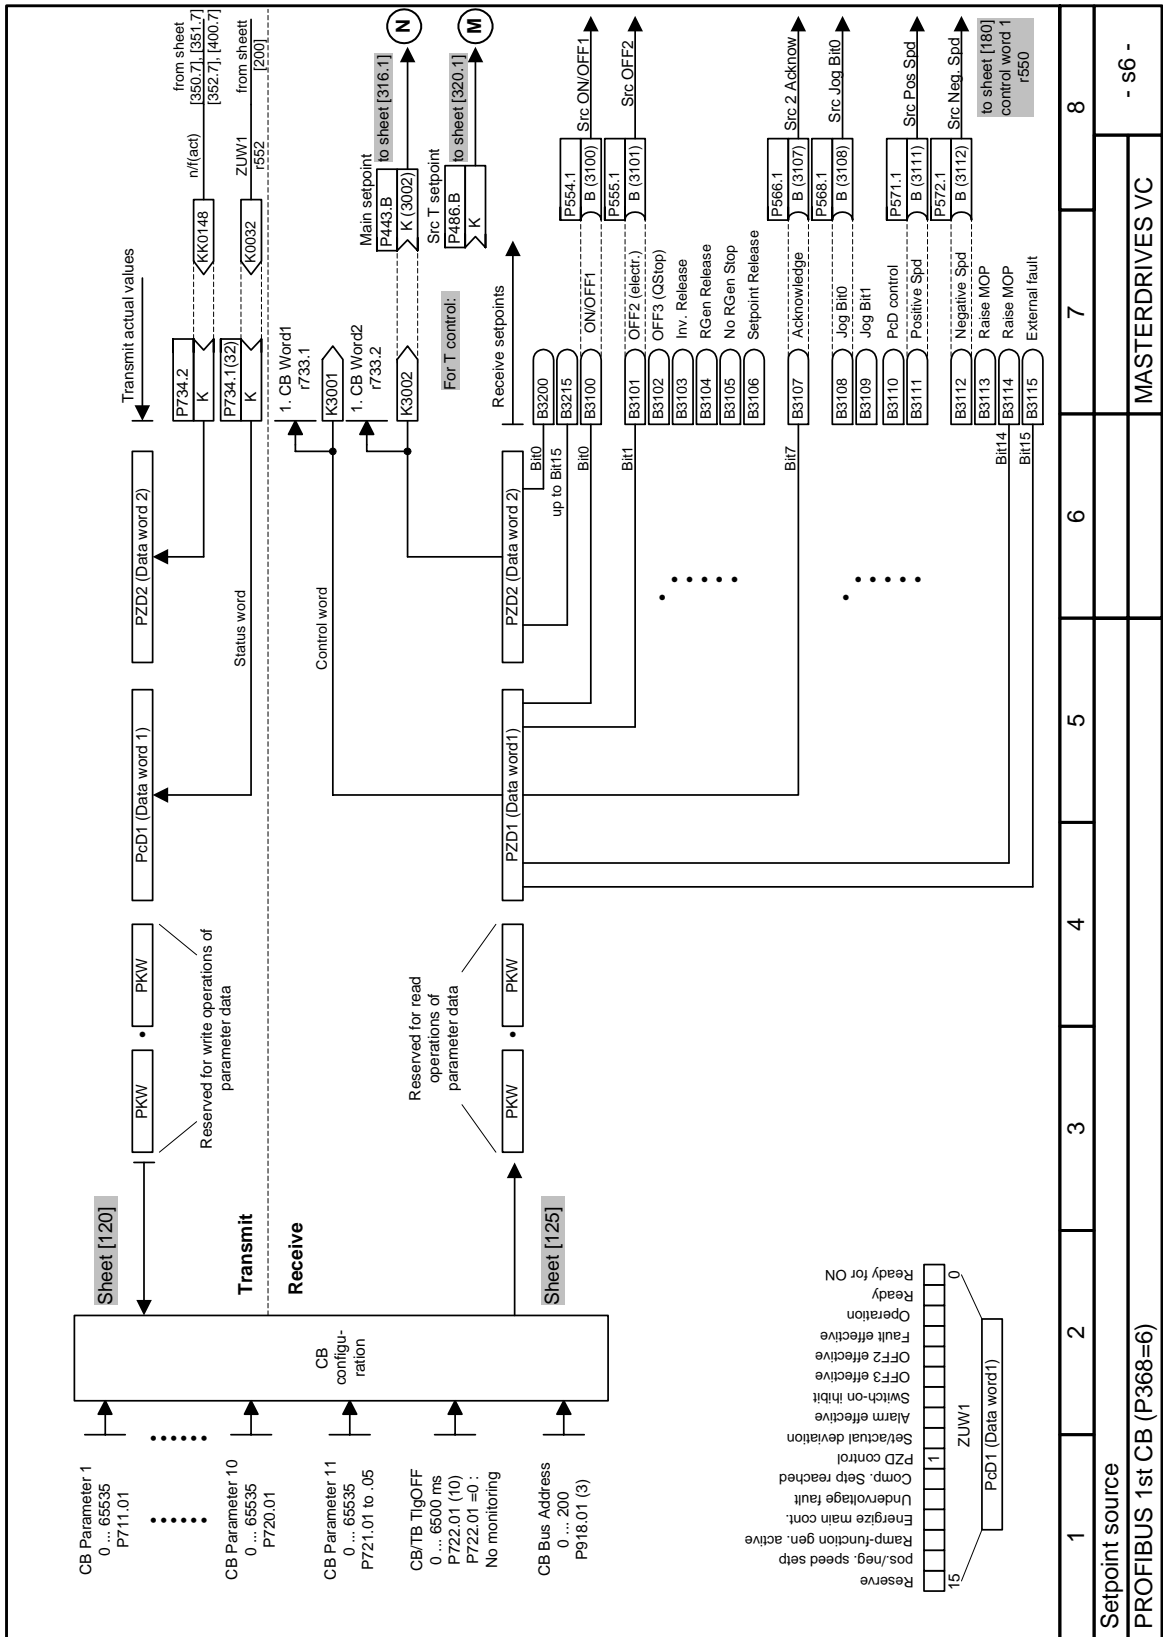 Transmit actual values
from sheet
[350.7], [351.7]
[352.7], [400.7]
n/f(act)
KK0148
P734.2
K
PZD2 (Data word 2)
from sheett
[200]
ZUW1
r552
K0032
P734.1(32)
K
Status word
PcD1 (Data word 1)
PKW
PKW
Reserved for write operations of
parameter data
Sheet [120]
Transmit
Receive
CB
configu-
ration
CB Parameter 1
0 ... 65535
P711.01
CB Parameter 10
0 ... 65535
P720.01
CB Parameter 11
0 ... 65535
P721.01 to .05
CB/TB TlgOFF
0 ... 6500 ms
P722.01 (10)
P722.01 =0 :
No monitoring
CB Bus Address
0 ... 200
P918.01 (3)
Sheet [125]
PKW
PKW
Reserved for read
operations of
parameter data
PZD1 (Data word1)
PZD2 (Data word 2)
Control word
1. CB Word1
r733.1
K3001
1. CB Word2
r733.2
K3002
Main setpoint
P443.B
K (3002)
to sheet [316.1]
N
For T control:
Src T setpoint
P486.B
K
to sheet [320.1]
M
Receive setpoints
Bit0
B3200
up to Bit15
B3215
Bit0
B3100
ON/OFF1
P554.1
B (3100)
Src ON/OFF1
Bit1
B3101
OFF2 (electr.)
P555.1
B (3101)
Src OFF2
B3102
OFF3 (QStop)
B3103
Inv. Release
B3104
RGen Release
B3105
No RGen Stop
B3106
Setpoint Release
Bit7
B3107
Acknowledge
P566.1
B (3107)
Src 2 Acknow
B3108
Jog Bit0
P568.1
B (3108)
Src Jog Bit0
B3109
Jog Bit1
B3110
PcD control
B3111
Positive Spd
P571.1
B (3111)
Src Pos Spd
B3112
Negative Spd
P572.1
B (3112)
Src Neg. Spd
B3113
Raise MOP
Bit14
B3114
Raise MOP
Bit15
B3115
External fault
to sheet [180]
control word 1
r550
Reserve
pos./neg. speed setp
Ramp-function gen. active
Energize main cont.
Undervoltage fault
Comp. Setp reached
PZD control
Set/actual deviation
Alarm effective
Switch-on ihibit
OFF3 effective
OFF2 effective
Fault effective
Operation
Ready
Ready for ON
1
15
0
ZUW1
PcD1 (Data word1)
1
2
3
4
5
6
7
8
Setpoint source
- s6 -
PROFIBUS 1st CB (P368=6)
MASTERDRIVES VC